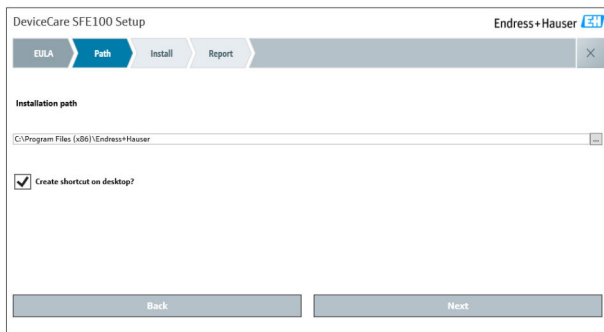 DeviceCare SFE100 Setup
Endress+Hauser EH
EULA Path Install Report
Installation path
C:\Program Files (x86)\Endress+Hauser
...
Create shortcut on desktop?
Back Next